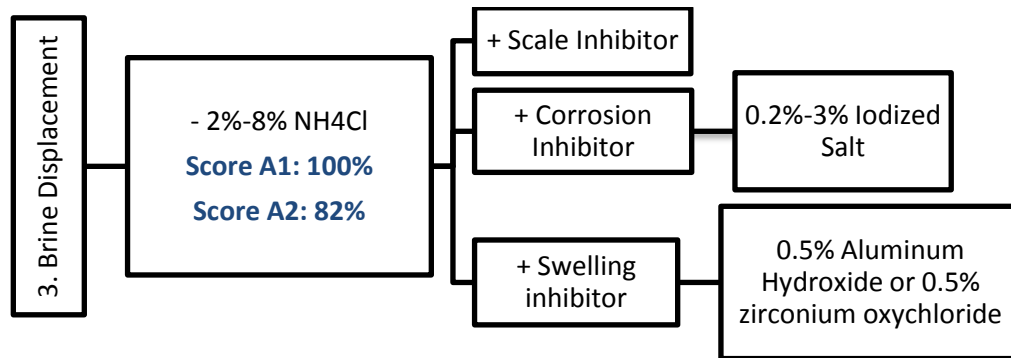 3. Brine Displacement
- 2%-8% NH4Cl
Score A1: 100%
Score A2: 82%
+ Scale Inhibitor
+ Corrosion
Inhibitor
0.2%-3% Iodized
Salt
+ Swelling
inhibitor
0.5% Aluminum
Hydroxide or 0.5%
zirconium oxychloride